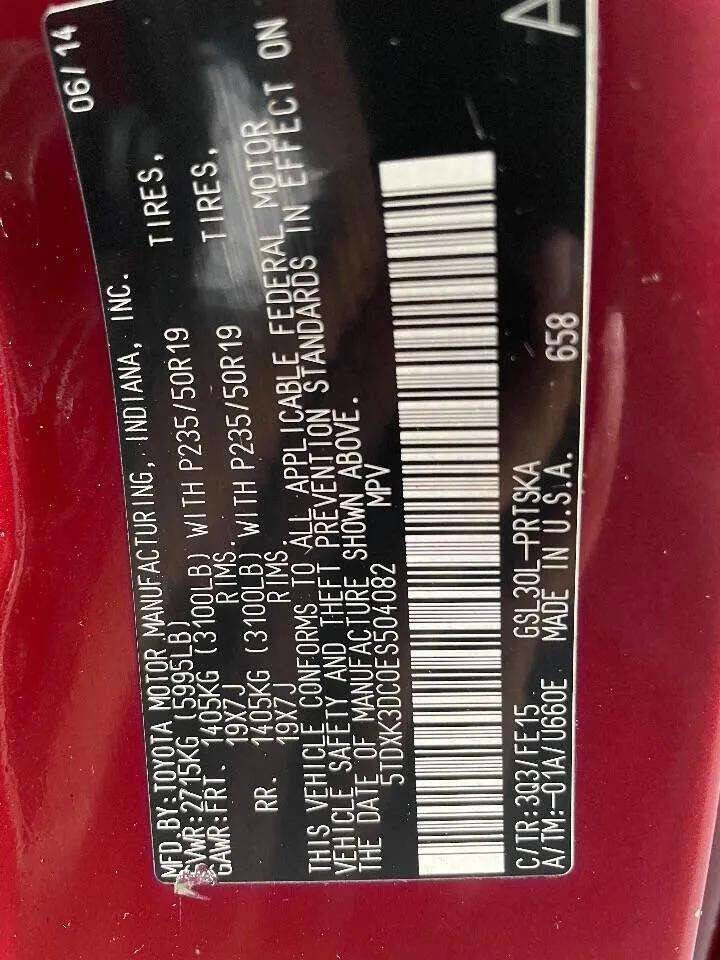 MFD.BY:TOYOTA MOTOR MANUFACTURING, INDIANA, INC. 06/14
GVWR:2715KG (5995LB)
GAWR:FRT. 1405KG (3100LB) WITH P235/50R19 TIRES,
19X7J RIMS.
RR. 1405KG (3100LB) WITH P235/50R19 TIRES,
19X7J RIMS.
THIS VEHICLE CONFORMS TO ALL APPLICABLE FEDERAL MOTOR
VEHICLE SAFETY AND THEFT PREVENTION STANDARDS IN EFFECT ON
THE DATE OF MANUFACTURE SHOWN ABOVE.
5TDXK3DC0ES504082 MPV
C/TR:3Q3/FE15 GSL30L-PRTSKA 658 A
A/TM:-01A/U660E MADE IN U.S.A.